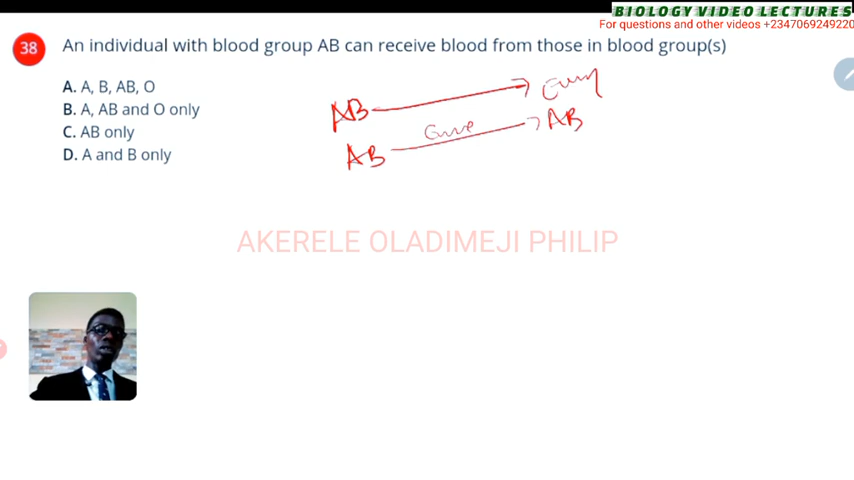 BIOLOGY VIDEO LECTURES
For questions and other videos +2347069249220
38 An individual with blood group AB can receive blood from those in blood group(s)
A. A, B, AB, O
B. A, AB and O only
C. AB only
D. A and B only
AB
AB
AB
AKERELE OLADIMEJI PHILIP